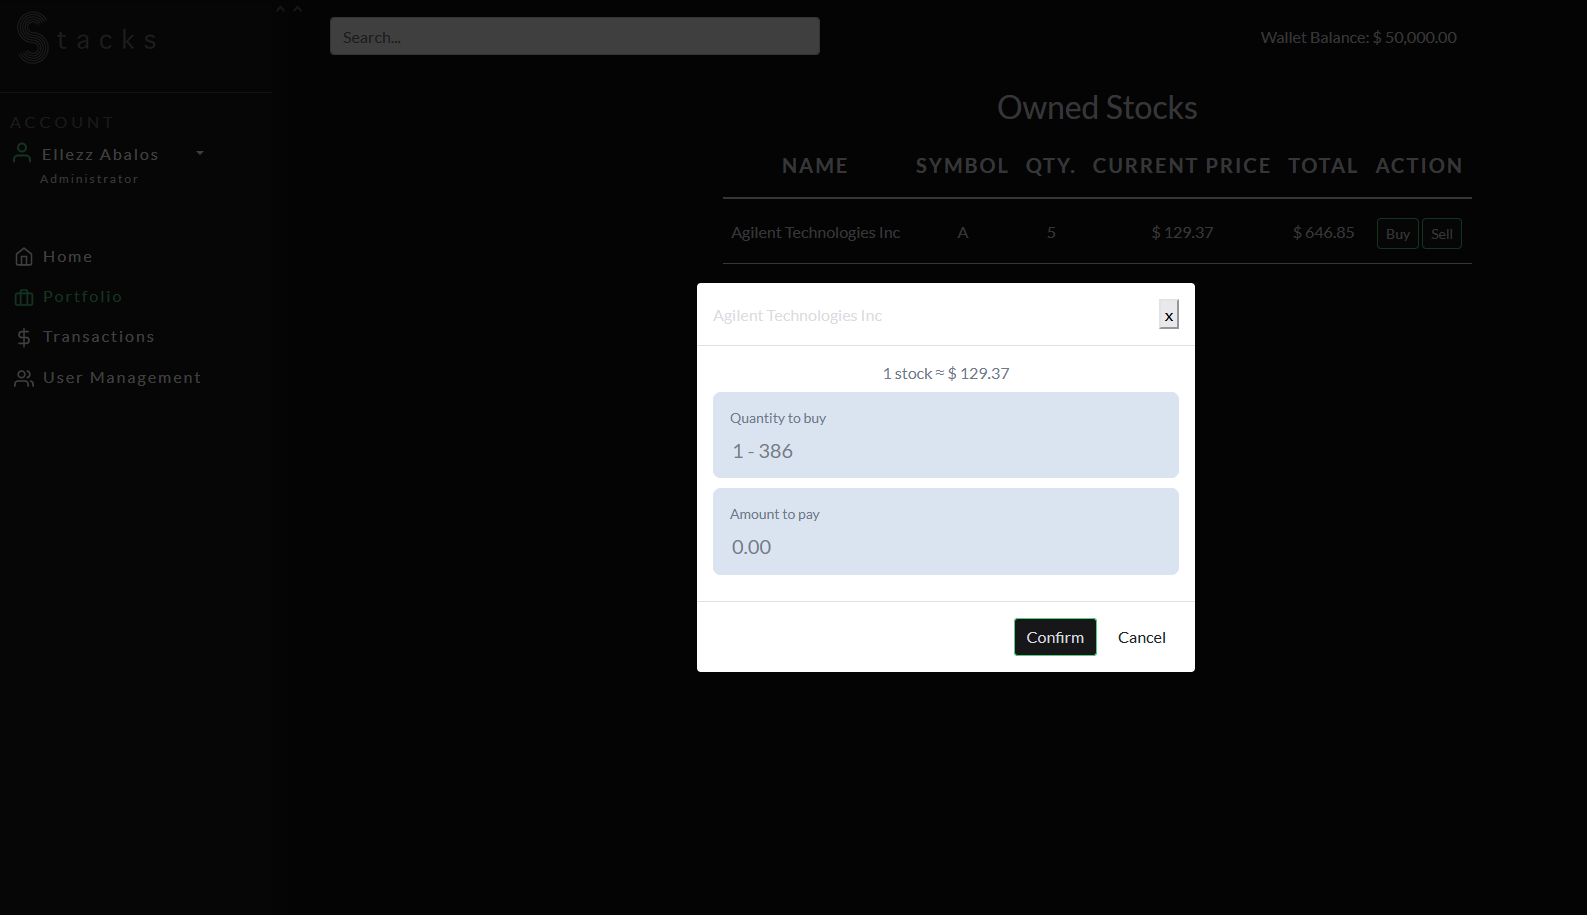 Stacks
ACCOUNT
Ellezz Abalos
Administrator
Home
Portfolio
Transactions
User Management
Search...
Wallet Balance: $ 50,000.00
Owned Stocks
NAME SYMBOL QTY. CURRENT PRICE TOTAL ACTION
Agilent Technologies Inc A 5 $ 129.37 $ 646.85 Buy Sell
Agilent Technologies Inc x
1 stock ≈ $ 129.37
Quantity to buy
1 - 386
Amount to pay
0.00
Confirm Cancel